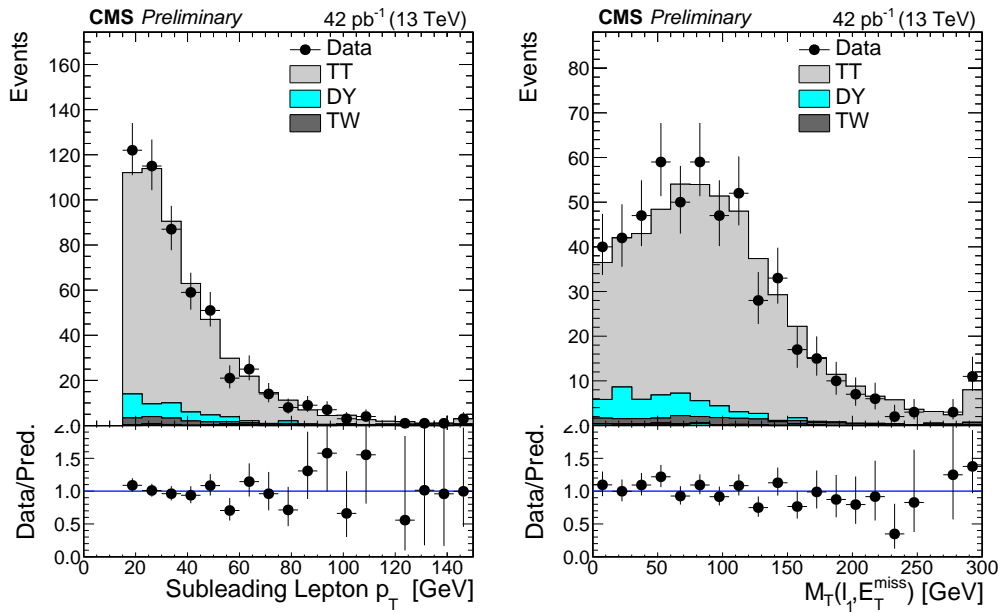 CMS Preliminary 42 pb⁻¹ (13 TeV)
Events
160
140
120
100
80
60
40
20
Data
TT
DY
TW
Data/Pred.
2.0
1.5
1.0
0.5
0.0
0 20 40 60 80 100 120 140
Subleading Lepton p_T [GeV]
CMS Preliminary 42 pb⁻¹ (13 TeV)
Events
80
70
60
50
40
30
20
10
0
Data
TT
DY
TW
Data/Pred.
2.0
1.5
1.0
0.5
0.0
0 50 100 150 200 250 300
M_T(l_1,E_T^miss) [GeV]